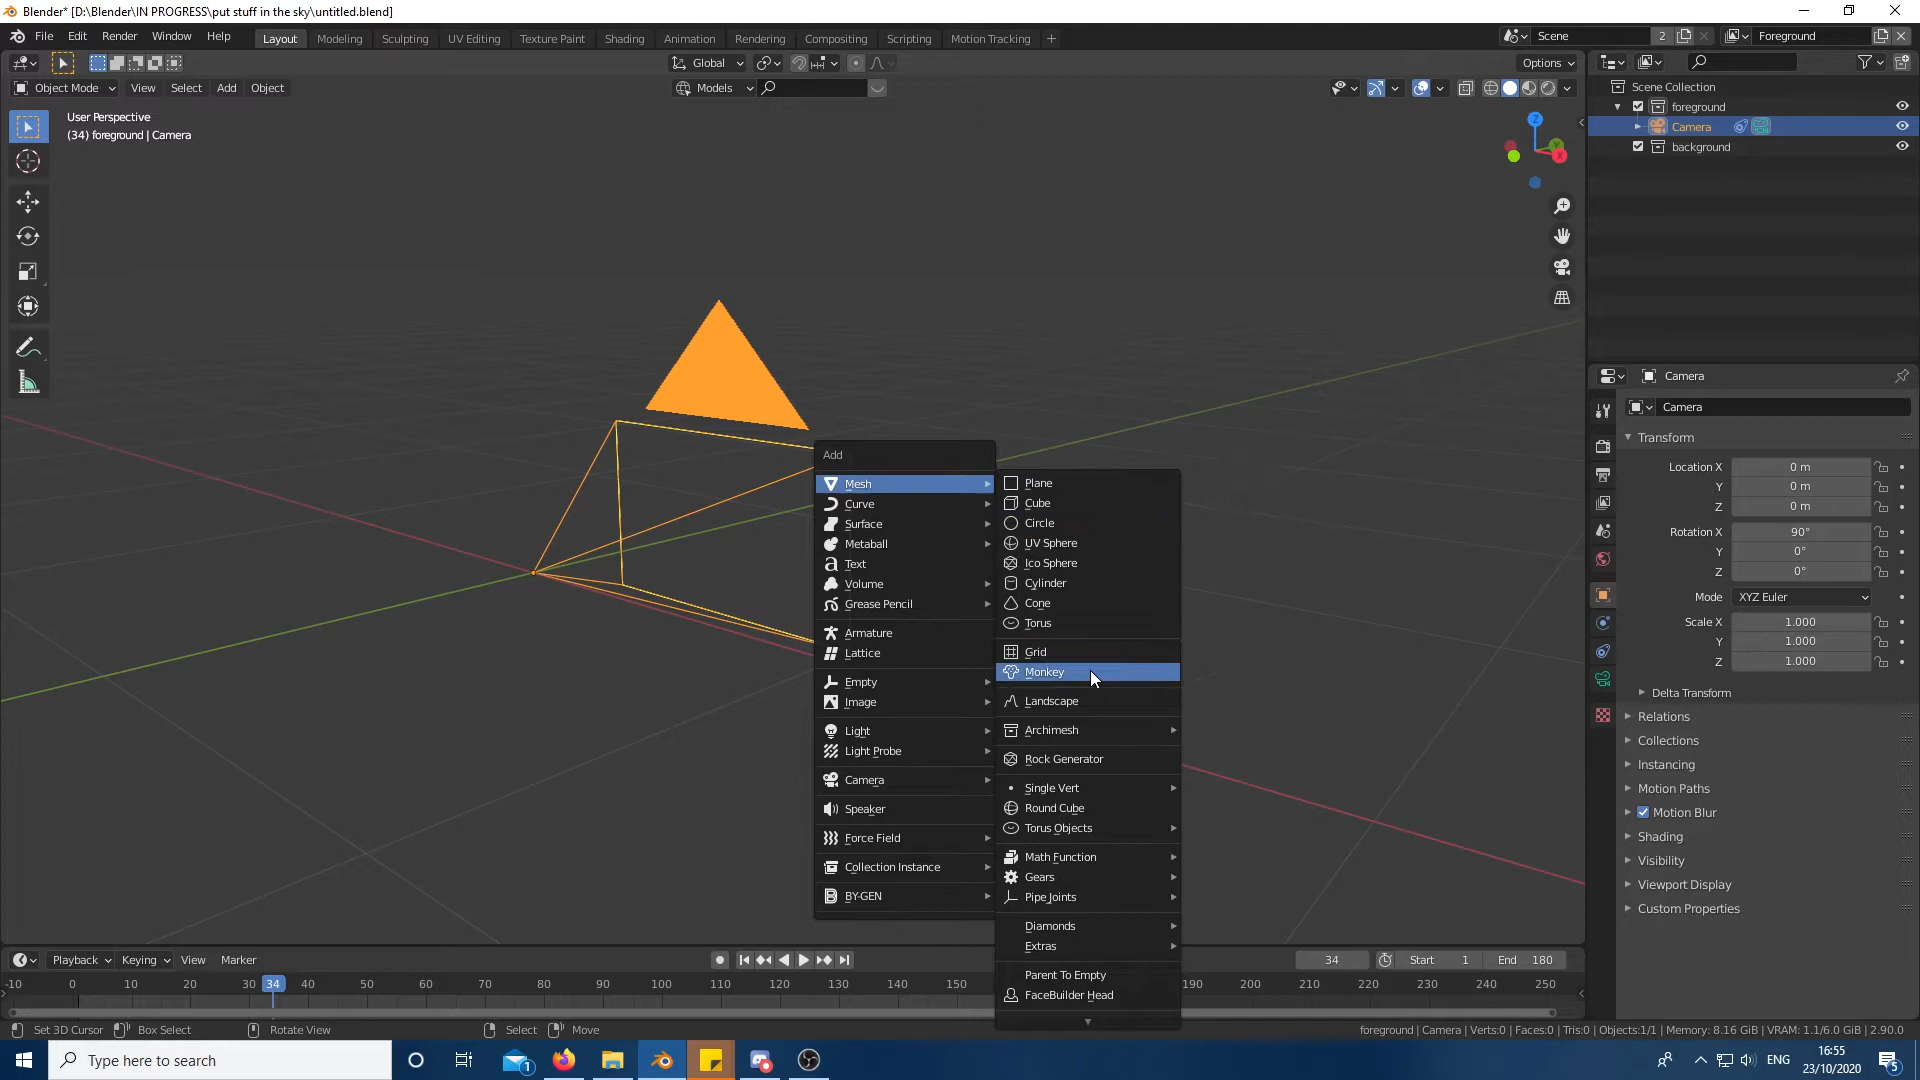 Blender* [D:\Blender\IN PROGRESS\put stuff in the sky\untitled.blend]
File Edit Render Window Help Layout Modeling Sculpting UV Editing Texture Paint Shading Animation Rendering Compositing Scripting Motion Tracking + Scene 2 Foreground
Global Options
Object Mode View Select Add Object Models
User Perspective
(34) foreground | Camera
Z
Y
X
Scene Collection
foreground
Camera
background
Camera
Camera
Transform
Location X 0 m
Y 0 m
Z 0 m
Rotation X 90°
Y 0°
Z 0°
Mode XYZ Euler
Scale X 1.000
Y 1.000
Z 1.000
Delta Transform
Relations
Collections
Instancing
Motion Paths
Motion Blur
Shading
Visibility
Viewport Display
Custom Properties
Add
Mesh
Curve
Surface
Metaball
Text
Volume
Grease Pencil
Armature
Lattice
Empty
Image
Light
Light Probe
Camera
Speaker
Force Field
Collection Instance
BY-GEN
Plane
Cube
Circle
UV Sphere
Ico Sphere
Cylinder
Cone
Torus
Grid
Monkey
Landscape
Archimesh
Rock Generator
Single Vert
Round Cube
Torus Objects
Math Function
Gears
Pipe Joints
Diamonds
Extras
Parent To Empty
FaceBuilder Head
Playback Keying View Marker 34 Start 1 End 180
-10 0 10 20 30 34 40 50 60 70 80 90 100 110 120 130 140 150 190 200 210 220 230 240 250
Set 3D Cursor Box Select Rotate View Select Move foreground | Camera | Verts:0 | Faces:0 | Tris:0 | Objects:1/1 | Memory: 8.16 GiB | VRAM: 1.1/6.0 GiB | 2.90.0
Type here to search 1 ENG 16:55
23/10/2020 5